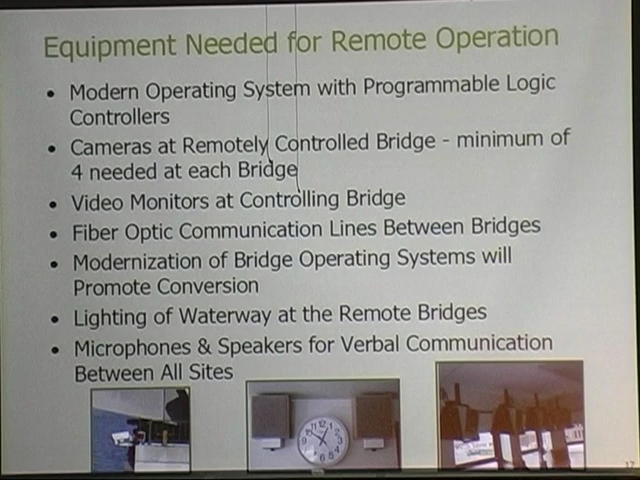 Equipment Needed for Remote Operation
• Modern Operating System with Programmable Logic
Controllers
• Cameras at Remotely Controlled Bridge - minimum of
4 needed at each Bridge
• Video Monitors at Controlling Bridge
• Fiber Optic Communication Lines Between Bridges
• Modernization of Bridge Operating Systems will
Promote Conversion
• Lighting of Waterway at the Remote Bridges
• Microphones & Speakers for Verbal Communication
Between All Sites
17